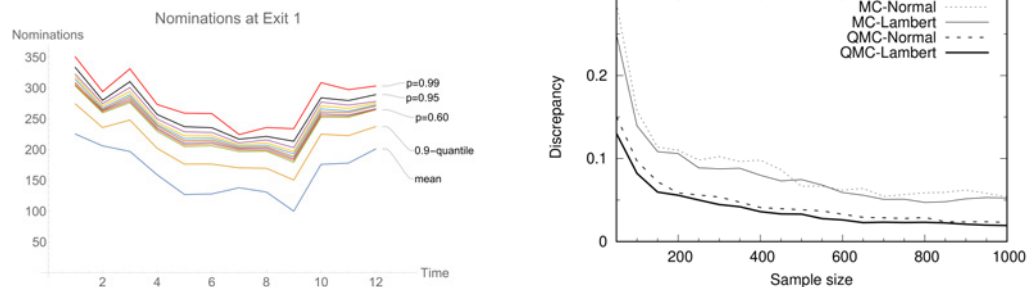 Nominations at Exit 1
Nominations
350
300
250
200
150
100
50
2 4 6 8 10 12
Time
p=0.99
p=0.95
p=0.60
0.9-quantile
mean
MC-Normal
MC-Lambert
QMC-Normal
QMC-Lambert
Discrepancy
0.2
0.1
0
200 400 600 800 1000
Sample size